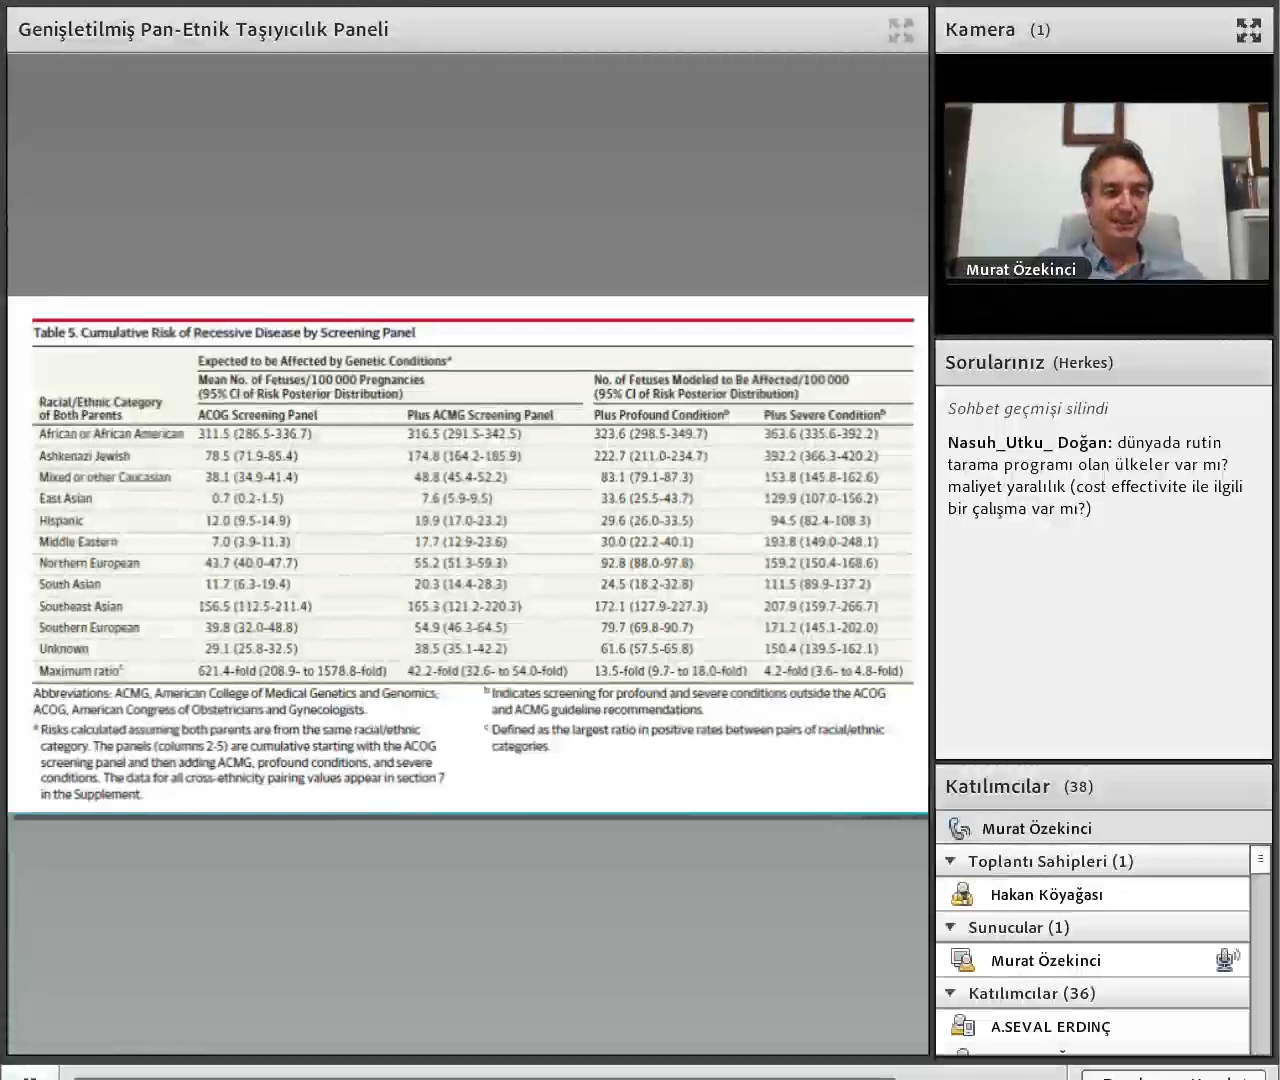 Genişletilmiş Pan-Etnik Taşıyıcılık Paneli
Table 5. Cumulative Risk of Recessive Disease by Screening Panel
Expected to be Affected by Genetic Conditionsᵃ
Mean No. of Fetuses/100 000 Pregnancies
(95% CI of Risk Posterior Distribution)
No. of Fetuses Modeled to Be Affected/100 000
(95% CI of Risk Posterior Distribution)
Racial/Ethnic Category
of Both Parents
ACOG Screening Panel Plus ACMG Screening Panel Plus Profound Conditionᵇ Plus Severe Conditionᵇ
African or African American 311.5 (286.5-336.7) 316.5 (291.5-342.5) 323.6 (298.5-349.7) 363.6 (335.6-392.2)
Ashkenazi Jewish 78.5 (71.9-85.4) 174.8 (164.2-185.9) 222.7 (211.0-234.7) 392.2 (366.3-420.2)
Mixed or other Caucasian 38.1 (34.9-41.4) 48.8 (45.4-52.2) 83.1 (79.1-87.3) 153.8 (145.8-162.6)
East Asian 0.7 (0.2-1.5) 7.6 (5.9-9.5) 33.6 (25.5-43.7) 129.9 (107.0-156.2)
Hispanic 12.0 (9.5-14.9) 19.9 (17.0-23.2) 29.6 (26.0-33.5) 94.5 (82.4-108.3)
Middle Eastern 7.0 (3.9-11.3) 17.7 (12.9-23.6) 30.0 (22.2-40.1) 193.8 (149.0-248.1)
Northern European 43.7 (40.0-47.7) 55.2 (51.3-59.3) 92.8 (88.0-97.8) 159.2 (150.4-168.6)
South Asian 11.7 (6.3-19.4) 20.3 (14.4-28.3) 24.5 (18.2-32.8) 111.5 (89.9-137.2)
Southeast Asian 156.5 (112.5-211.4) 165.3 (121.2-220.3) 172.1 (127.9-227.3) 207.9 (159.7-266.7)
Southern European 39.8 (32.0-48.8) 54.9 (46.3-64.5) 79.7 (69.8-90.7) 171.2 (145.1-202.0)
Unknown 29.1 (25.8-32.5) 38.5 (35.1-42.2) 61.6 (57.5-65.8) 150.4 (139.5-162.1)
Maximum ratioᶜ 621.4-fold (208.9- to 1578.8-fold) 42.2-fold (32.6- to 54.0-fold) 13.5-fold (9.7- to 18.0-fold) 4.2-fold (3.6- to 4.8-fold)
Abbreviations: ACMG, American College of Medical Genetics and Genomics;
ACOG, American Congress of Obstetricians and Gynecologists.
ᵃ Risks calculated assuming both parents are from the same racial/ethnic
category. The panels (columns 2-5) are cumulative starting with the ACOG
screening panel and then adding ACMG, profound conditions, and severe
conditions. The data for all cross-ethnicity pairing values appear in section 7
in the Supplement.
ᵇ Indicates screening for profound and severe conditions outside the ACOG
and ACMG guideline recommendations.
ᶜ Defined as the largest ratio in positive rates between pairs of racial/ethnic
categories.
Kamera (1)
Murat Özekinci
Sorularınız (Herkes)
Sohbet geçmişi silindi
Nasuh_Utku_ Doğan: dünyada rutin
tarama programı olan ülkeler var mı?
maliyet yaralılık (cost effectivite ile ilgili
bir çalışma var mı?)
Katılımcılar (38)
Murat Özekinci
Toplantı Sahipleri (1)
Hakan Köyağası
Sunucular (1)
Murat Özekinci
Katılımcılar (36)
A.SEVAL ERDINÇ